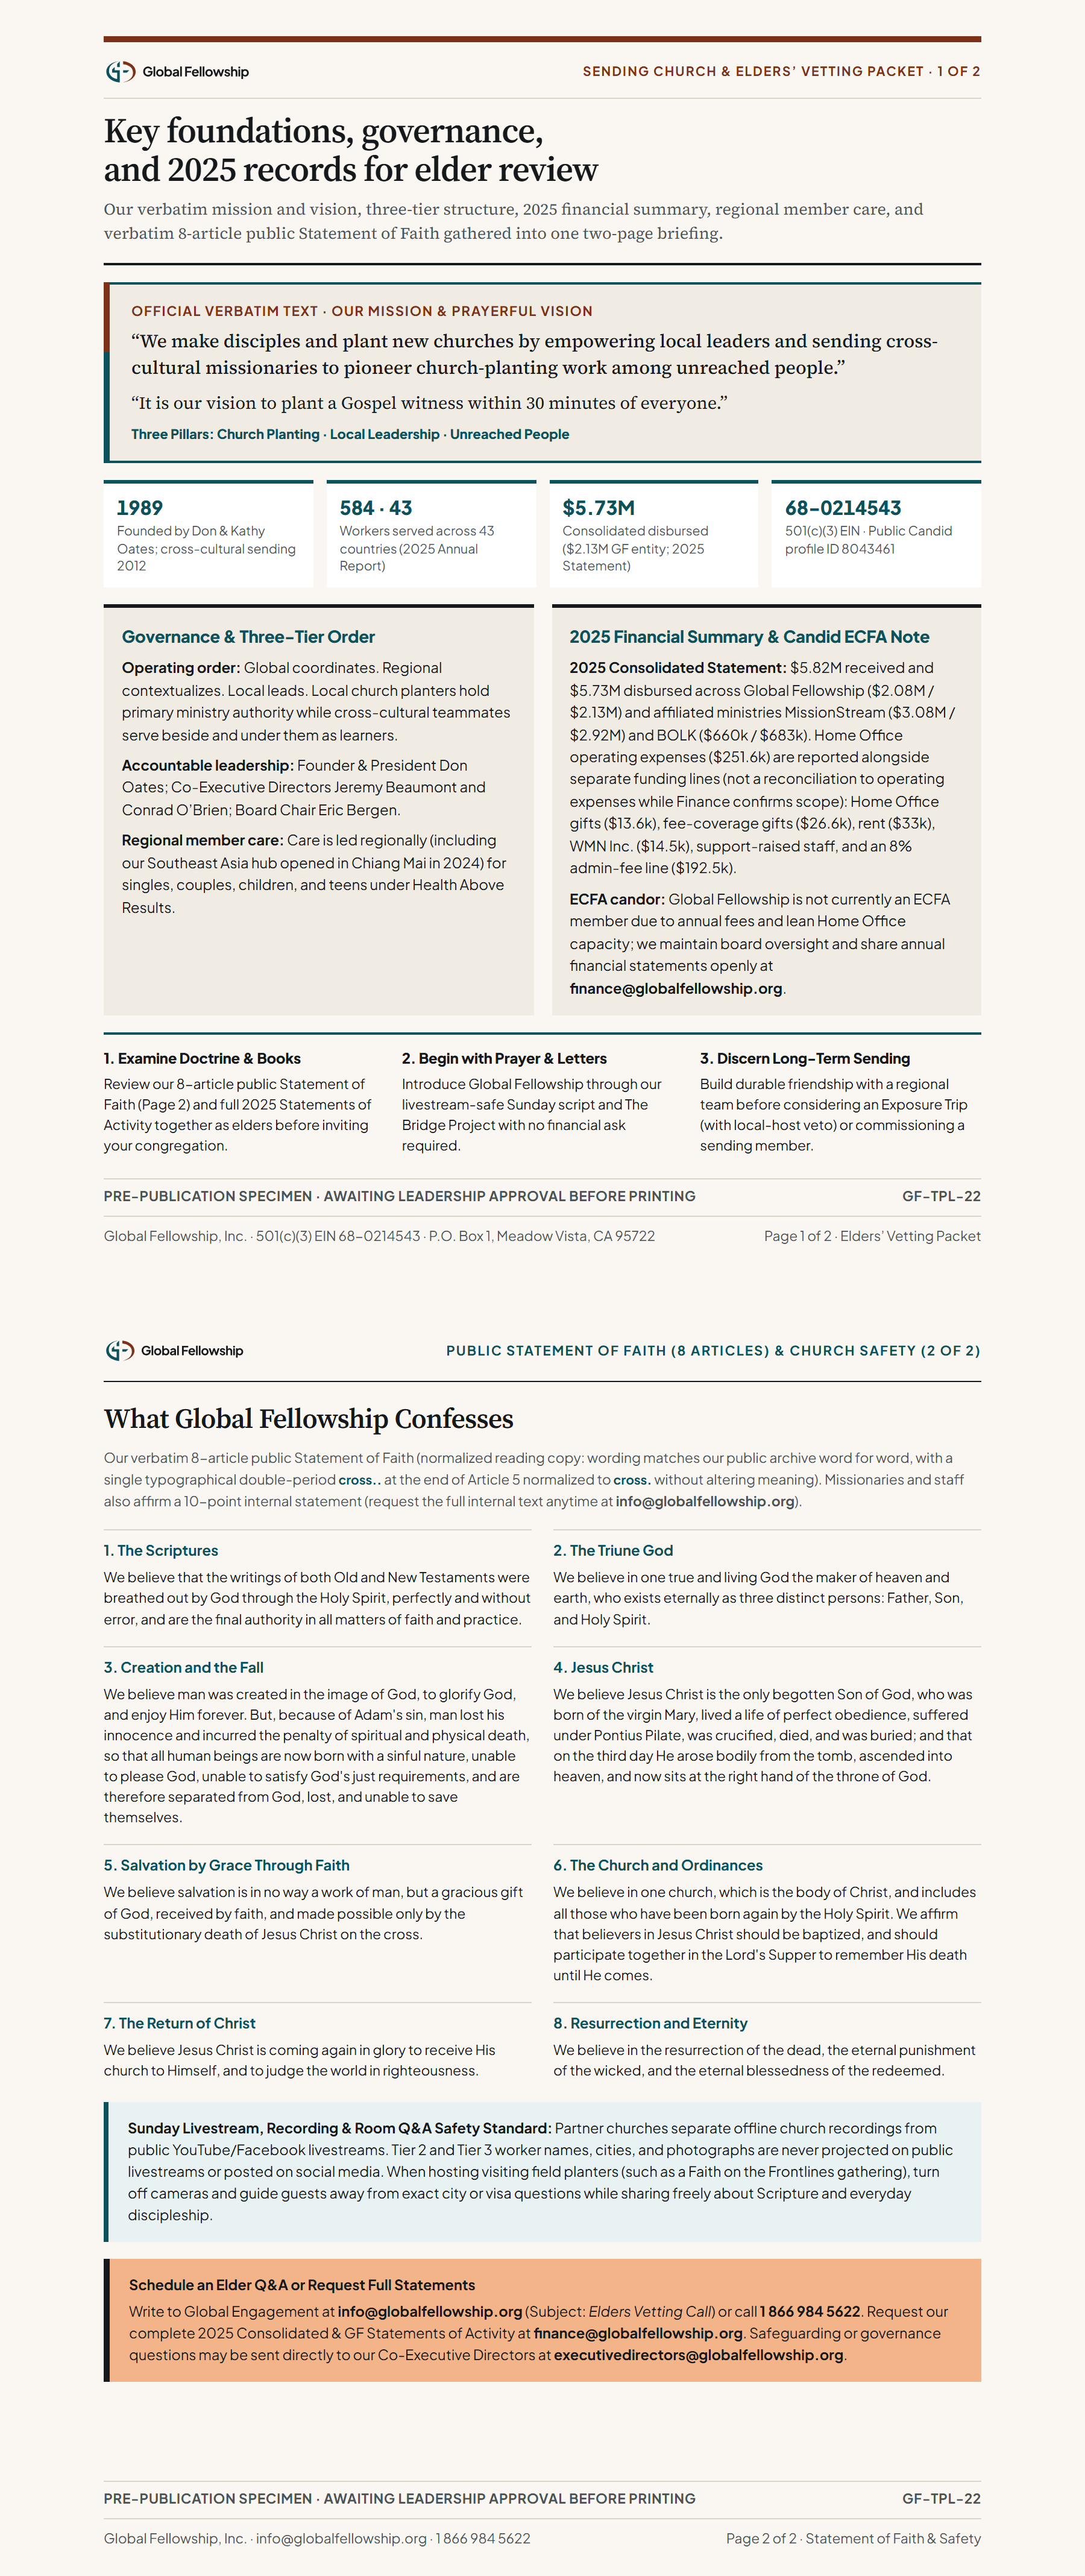 Global Fellowship
SENDING CHURCH & ELDERS’ VETTING PACKET · 1 OF 2
Key foundations, governance,
and 2025 records for elder review
Our verbatim mission and vision, three-tier structure, 2025 financial summary, regional member care, and
verbatim 8-article public Statement of Faith gathered into one two-page briefing.
OFFICIAL VERBATIM TEXT · OUR MISSION & PRAYERFUL VISION
“We make disciples and plant new churches by empowering local leaders and sending cross-
cultural missionaries to pioneer church-planting work among unreached people.”
“It is our vision to plant a Gospel witness within 30 minutes of everyone.”
Three Pillars: Church Planting · Local Leadership · Unreached People
1989
Founded by Don & Kathy
Oates; cross-cultural sending
2012
584 · 43
Workers served across 43
countries (2025 Annual
Report)
$5.73M
Consolidated disbursed
($2.13M GF entity; 2025
Statement)
68-0214543
501(c)(3) EIN · Public Candid
profile ID 8043461
Governance & Three-Tier Order
Operating order: Global coordinates. Regional
contextualizes. Local leads. Local church planters hold
primary ministry authority while cross-cultural teammates
serve beside and under them as learners.
Accountable leadership: Founder & President Don
Oates; Co-Executive Directors Jeremy Beaumont and
Conrad O’Brien; Board Chair Eric Bergen.
Regional member care: Care is led regionally (including
our Southeast Asia hub opened in Chiang Mai in 2024) for
singles, couples, children, and teens under Health Above
Results.
2025 Financial Summary & Candid ECFA Note
2025 Consolidated Statement: $5.82M received and
$5.73M disbursed across Global Fellowship ($2.08M /
$2.13M) and affiliated ministries MissionStream ($3.08M /
$2.92M) and BOLK ($660k / $683k). Home Office
operating expenses ($251.6k) are reported alongside
separate funding lines (not a reconciliation to operating
expenses while Finance confirms scope): Home Office
gifts ($13.6k), fee-coverage gifts ($26.6k), rent ($33k),
WMN Inc. ($14.5k), support-raised staff, and an 8%
admin-fee line ($192.5k).
ECFA candor: Global Fellowship is not currently an ECFA
member due to annual fees and lean Home Office
capacity; we maintain board oversight and share annual
financial statements openly at
finance@globalfellowship.org.
1. Examine Doctrine & Books
Review our 8-article public Statement of
Faith (Page 2) and full 2025 Statements of
Activity together as elders before inviting
your congregation.
2. Begin with Prayer & Letters
Introduce Global Fellowship through our
livestream-safe Sunday script and The
Bridge Project with no financial ask
required.
3. Discern Long-Term Sending
Build durable friendship with a regional
team before considering an Exposure Trip
(with local-host veto) or commissioning a
sending member.
PRE-PUBLICATION SPECIMEN · AWAITING LEADERSHIP APPROVAL BEFORE PRINTING
GF-TPL-22
Global Fellowship, Inc. · 501(c)(3) EIN 68-0214543 · P.O. Box 1, Meadow Vista, CA 95722
Page 1 of 2 · Elders’ Vetting Packet
Global Fellowship
PUBLIC STATEMENT OF FAITH (8 ARTICLES) & CHURCH SAFETY (2 OF 2)
What Global Fellowship Confesses
Our verbatim 8-article public Statement of Faith (normalized reading copy: wording matches our public archive word for word, with a
single typographical double-period cross.. at the end of Article 5 normalized to cross. without altering meaning). Missionaries and staff
also affirm a 10-point internal statement (request the full internal text anytime at info@globalfellowship.org).
1. The Scriptures
We believe that the writings of both Old and New Testaments were
breathed out by God through the Holy Spirit, perfectly and without
error, and are the final authority in all matters of faith and practice.
2. The Triune God
We believe in one true and living God the maker of heaven and
earth, who exists eternally as three distinct persons: Father, Son,
and Holy Spirit.
3. Creation and the Fall
We believe man was created in the image of God, to glorify God,
and enjoy Him forever. But, because of Adam's sin, man lost his
innocence and incurred the penalty of spiritual and physical death,
so that all human beings are now born with a sinful nature, unable
to please God, unable to satisfy God's just requirements, and are
therefore separated from God, lost, and unable to save
themselves.
4. Jesus Christ
We believe Jesus Christ is the only begotten Son of God, who was
born of the virgin Mary, lived a life of perfect obedience, suffered
under Pontius Pilate, was crucified, died, and was buried; and that
on the third day He arose bodily from the tomb, ascended into
heaven, and now sits at the right hand of the throne of God.
5. Salvation by Grace Through Faith
We believe salvation is in no way a work of man, but a gracious gift
of God, received by faith, and made possible only by the
substitutionary death of Jesus Christ on the cross.
6. The Church and Ordinances
We believe in one church, which is the body of Christ, and includes
all those who have been born again by the Holy Spirit. We affirm
that believers in Jesus Christ should be baptized, and should
participate together in the Lord's Supper to remember His death
until He comes.
7. The Return of Christ
We believe Jesus Christ is coming again in glory to receive His
church to Himself, and to judge the world in righteousness.
8. Resurrection and Eternity
We believe in the resurrection of the dead, the eternal punishment
of the wicked, and the eternal blessedness of the redeemed.
Sunday Livestream, Recording & Room Q&A Safety Standard: Partner churches separate offline church recordings from
public YouTube/Facebook livestreams. Tier 2 and Tier 3 worker names, cities, and photographs are never projected on public
livestreams or posted on social media. When hosting visiting field planters (such as a Faith on the Frontlines gathering), turn
off cameras and guide guests away from exact city or visa questions while sharing freely about Scripture and everyday
discipleship.
Schedule an Elder Q&A or Request Full Statements
Write to Global Engagement at info@globalfellowship.org (Subject: Elders Vetting Call) or call 1 866 984 5622. Request our
complete 2025 Consolidated & GF Statements of Activity at finance@globalfellowship.org. Safeguarding or governance
questions may be sent directly to our Co-Executive Directors at executivedirectors@globalfellowship.org.
PRE-PUBLICATION SPECIMEN · AWAITING LEADERSHIP APPROVAL BEFORE PRINTING
GF-TPL-22
Global Fellowship, Inc. · info@globalfellowship.org · 1 866 984 5622
Page 2 of 2 · Statement of Faith & Safety